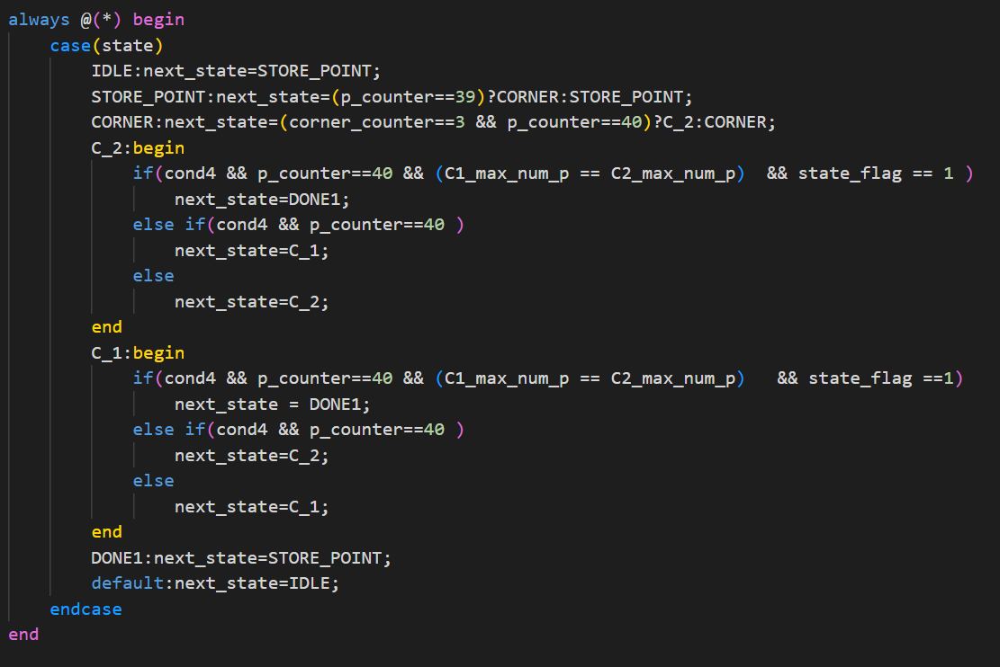 always @(*) begin
    case(state)
        IDLE:next_state=STORE_POINT;
        STORE_POINT:next_state=(p_counter==39)?CORNER:STORE_POINT;
        CORNER:next_state=(corner_counter==3 && p_counter==40)?C_2:CORNER;
        C_2:begin
            if(cond4 && p_counter==40 && (C1_max_num_p == C2_max_num_p)  && state_flag == 1 )
                next_state=DONE1;
            else if(cond4 && p_counter==40 )
                next_state=C_1;
            else
                next_state=C_2;
        end
        C_1:begin
            if(cond4 && p_counter==40 && (C1_max_num_p == C2_max_num_p)   && state_flag ==1)
                next_state = DONE1;
            else if(cond4 && p_counter==40 )
                next_state=C_2;
            else
                next_state=C_1;
        end
        DONE1:next_state=STORE_POINT;
        default:next_state=IDLE;
    endcase
end